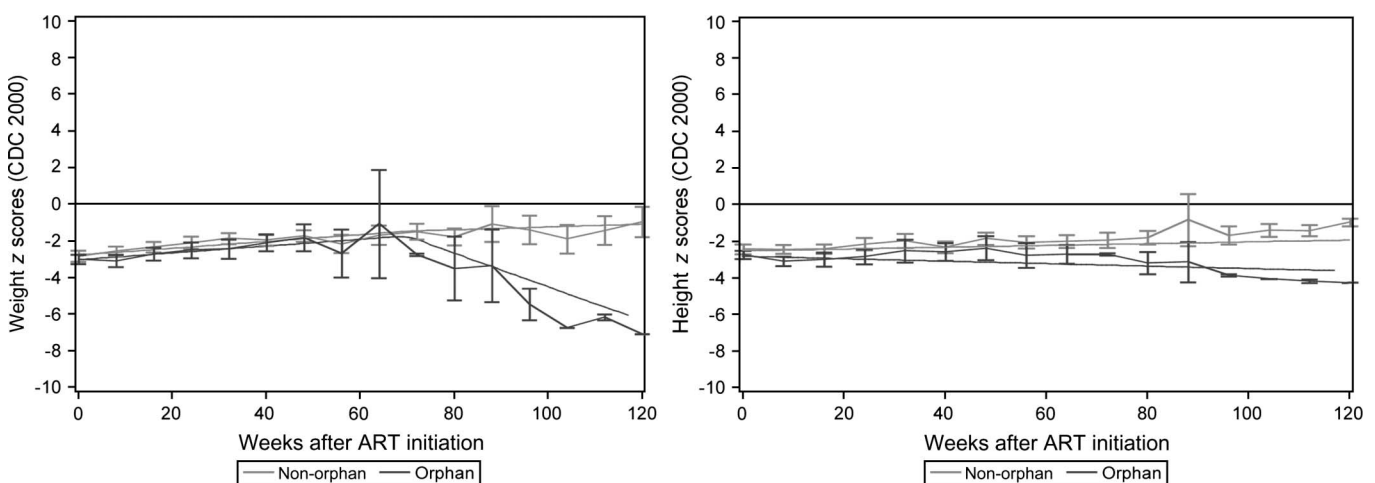 Weight z scores (CDC 2000)
10
8
6
4
2
0
-2
-4
-6
-8
-10
0 20 40 60 80 100 120
Weeks after ART initiation
Non-orphan Orphan
Height z scores (CDC 2000)
10
8
6
4
2
0
-2
-4
-6
-8
-10
0 20 40 60 80 100 120
Weeks after ART initiation
Non-orphan Orphan